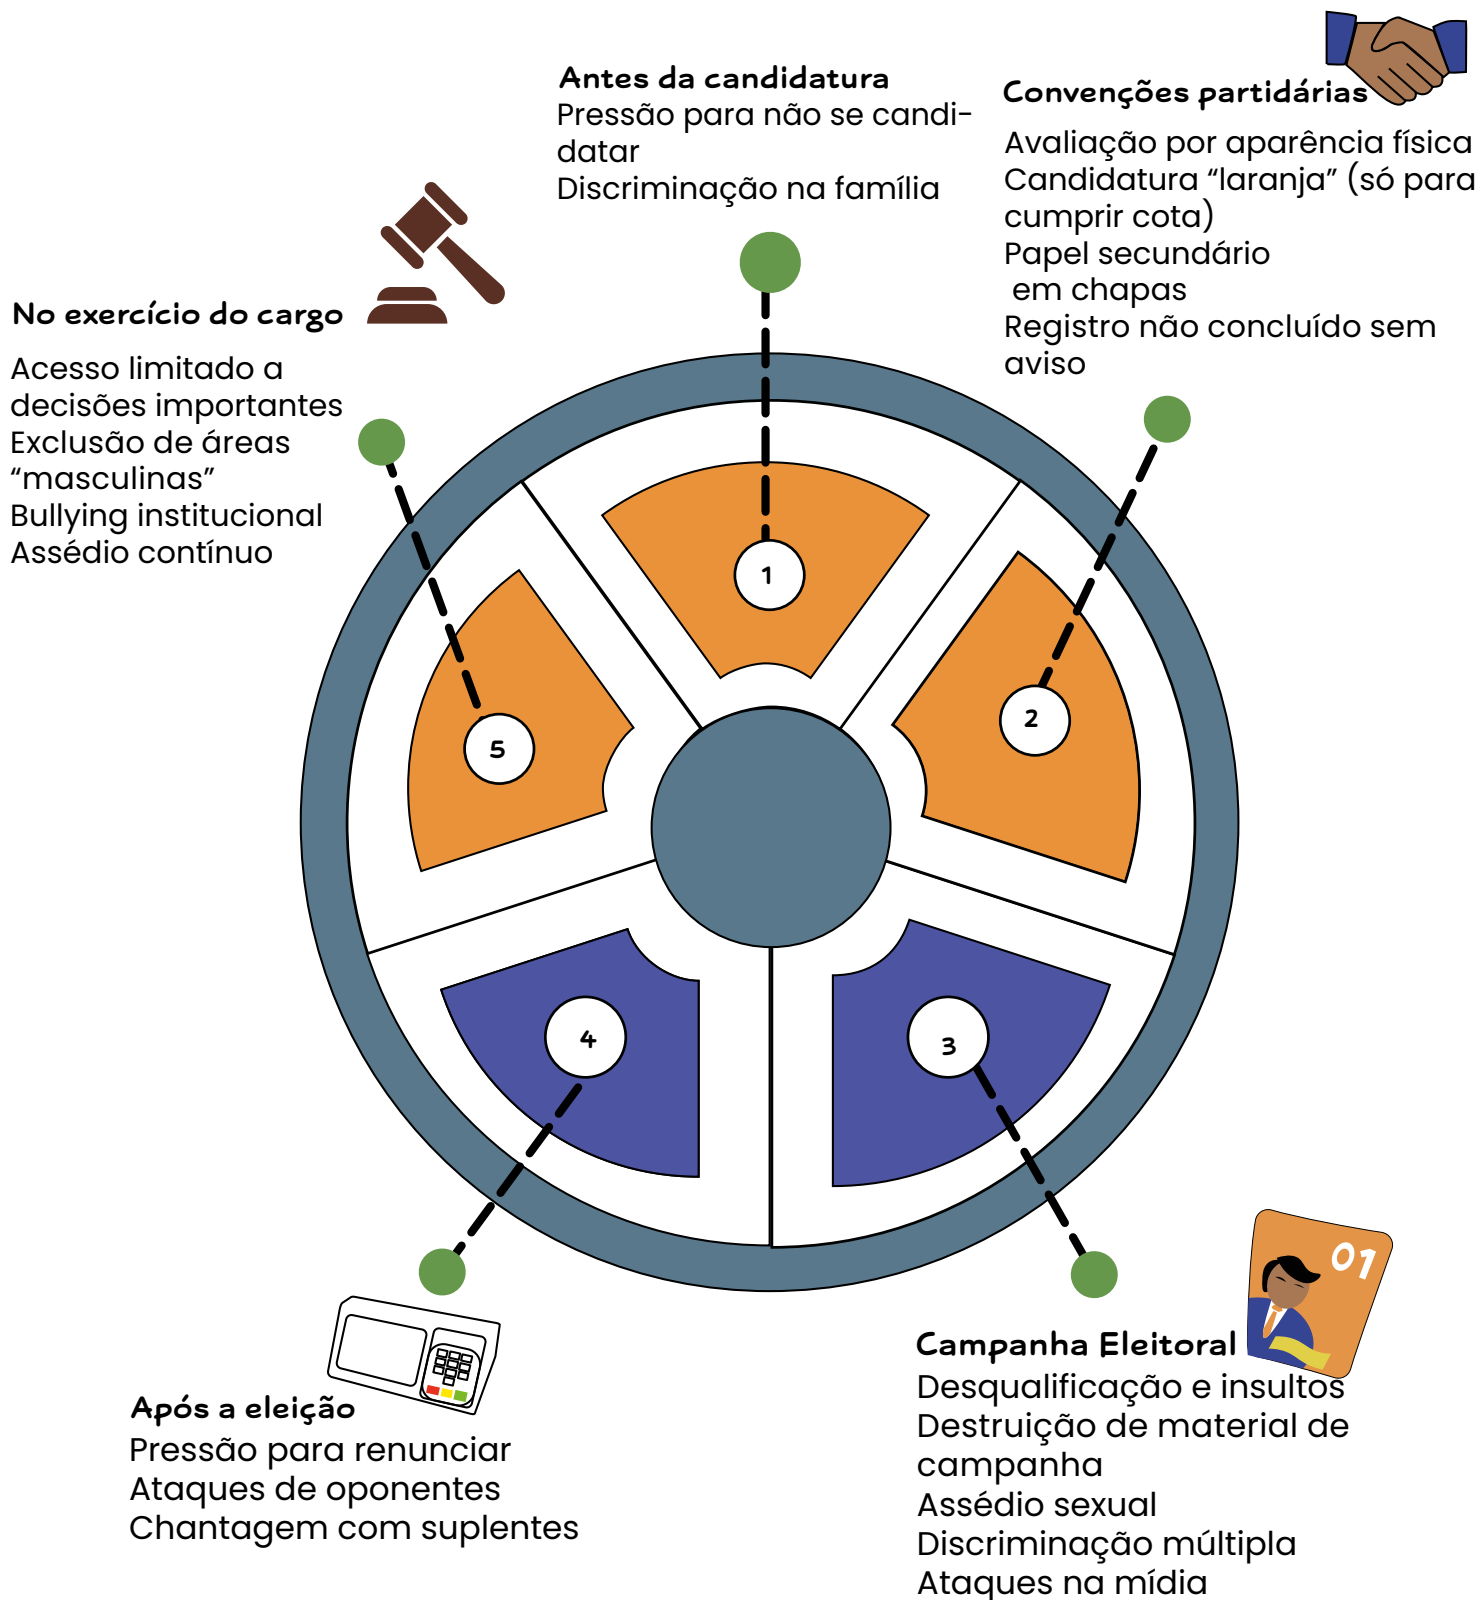 Antes da candidatura
Pressão para não se candi-
datar
Discriminação na família
Convenções partidárias
Avaliação por aparência física
Candidatura “laranja” (só para
cumprir cota)
Papel secundário
em chapas
Registro não concluído sem
aviso
No exercício do cargo
Acesso limitado a
decisões importantes
Exclusão de áreas
“masculinas”
Bullying institucional
Assédio contínuo
1
2
5
4
3
01
Campanha Eleitoral
Desqualificação e insultos
Destruição de material de
campanha
Assédio sexual
Discriminação múltipla
Ataques na mídia
Após a eleição
Pressão para renunciar
Ataques de oponentes
Chantagem com suplentes